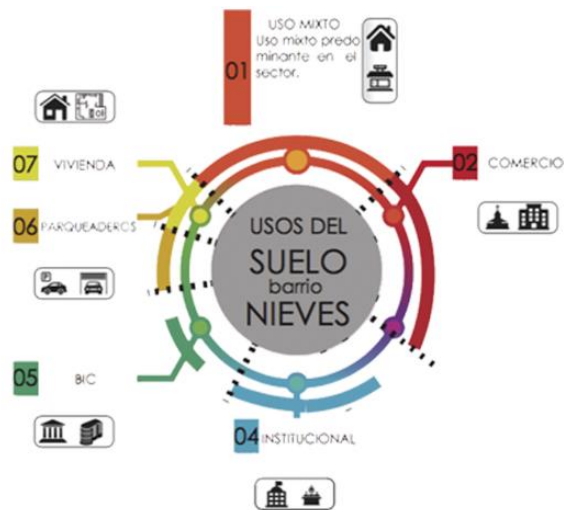 01
USO MIXTO
Uso mixto predo
minante en el
sector.
02 COMERCIO
07 VIVIENDA
06 PARQUEADEROS
USOS DEL
SUELO
barrio
NIEVES
P
05 BIC
04 INSTITUCIONAL